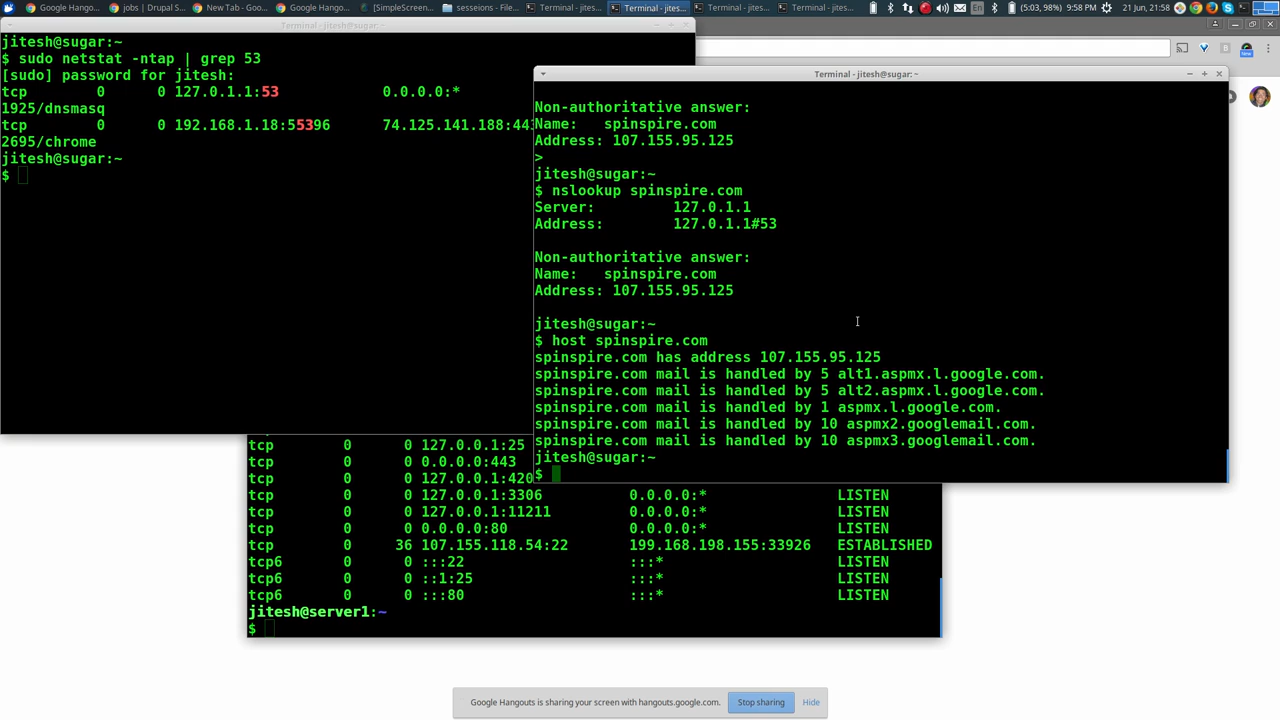 Google Hangou...
jobs | Drupal S...
New Tab - Goo...
Google Hangou...
[SimpleScreen...
sesseions - File...
Terminal - jites...
Terminal - jites...
Terminal - jites...
Terminal - jites...
En
(5:03, 98%)
9:58 PM
21 Jun, 21:58
Terminal - jitesh@sugar: ~
jitesh@sugar:~
$ sudo netstat -ntap | grep 53
[sudo] password for jitesh:
tcp 0 0 127.0.1.1:53 0.0.0.0:*
1925/dnsmasq
tcp 0 0 192.168.1.18:55396 74.125.141.188:443
2695/chrome
jitesh@sugar:~
$
Terminal - jitesh@sugar: ~
Non-authoritative answer:
Name: spinspire.com
Address: 107.155.95.125
>
jitesh@sugar:~
$ nslookup spinspire.com
Server: 127.0.1.1
Address: 127.0.1.1#53
Non-authoritative answer:
Name: spinspire.com
Address: 107.155.95.125
jitesh@sugar:~
$ host spinspire.com
spinspire.com has address 107.155.95.125
spinspire.com mail is handled by 5 alt1.aspmx.l.google.com.
spinspire.com mail is handled by 5 alt2.aspmx.l.google.com.
spinspire.com mail is handled by 1 aspmx.l.google.com.
spinspire.com mail is handled by 10 aspmx2.googlemail.com.
spinspire.com mail is handled by 10 aspmx3.googlemail.com.
jitesh@sugar:~
$
tcp 0 0 127.0.0.1:25
tcp 0 0 0.0.0.0:443
tcp 0 0 127.0.0.1:420
tcp 0 0 127.0.0.1:3306 0.0.0.0:* LISTEN
tcp 0 0 127.0.0.1:11211 0.0.0.0:* LISTEN
tcp 0 0 0.0.0.0:80 0.0.0.0:* LISTEN
tcp 0 36 107.155.118.54:22 199.168.198.155:33926 ESTABLISHED
tcp6 0 0 :::22 :::* LISTEN
tcp6 0 0 ::1:25 :::* LISTEN
tcp6 0 0 :::80 :::* LISTEN
jitesh@server1:~
$
Google Hangouts is sharing your screen with hangouts.google.com.
Stop sharing
Hide